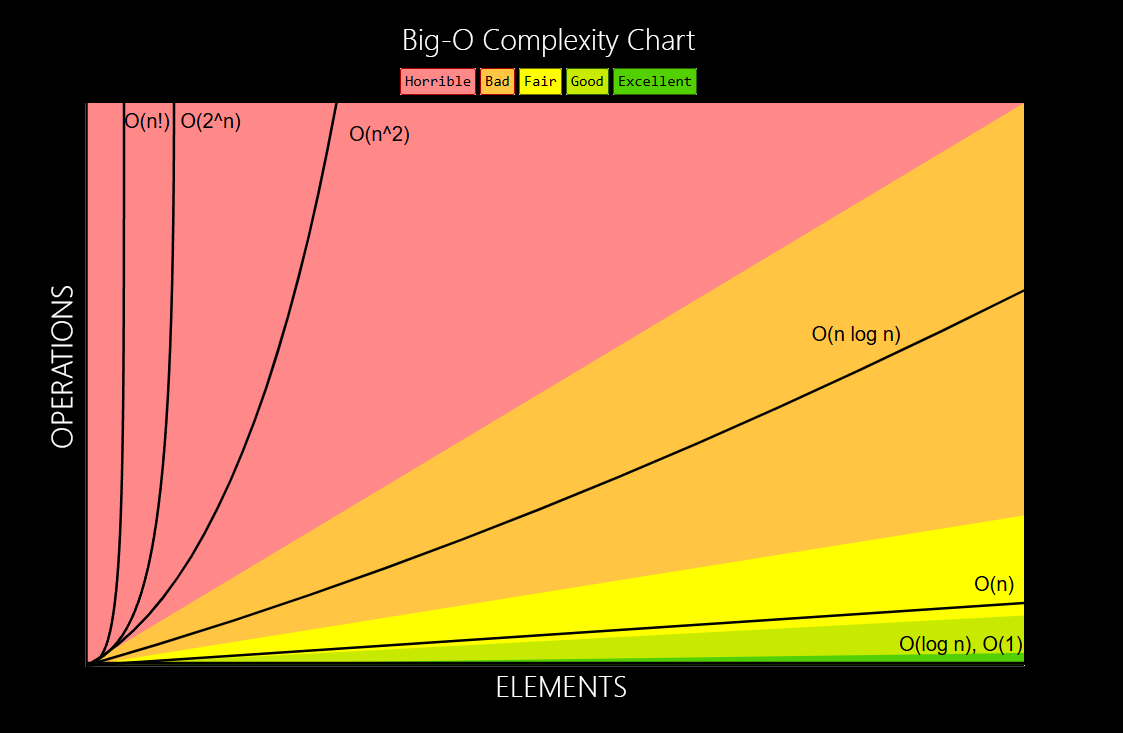 Big-O Complexity Chart
Horrible Bad Fair Good Excellent
O(n!) O(2^n)
O(n^2)
O(n log n)
O(n)
O(log n), O(1)
OPERATIONS
ELEMENTS